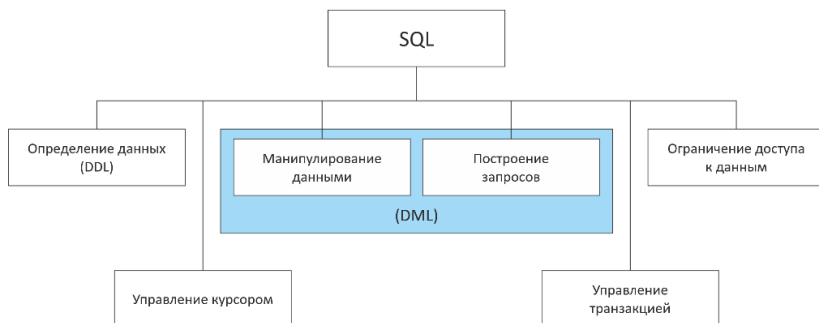 SQL
Определение данных
(DDL)
Манипулирование
данными
Построение
запросов
(DML)
Ограничение доступа
к данным
Управление курсором
Управление
транзакцией